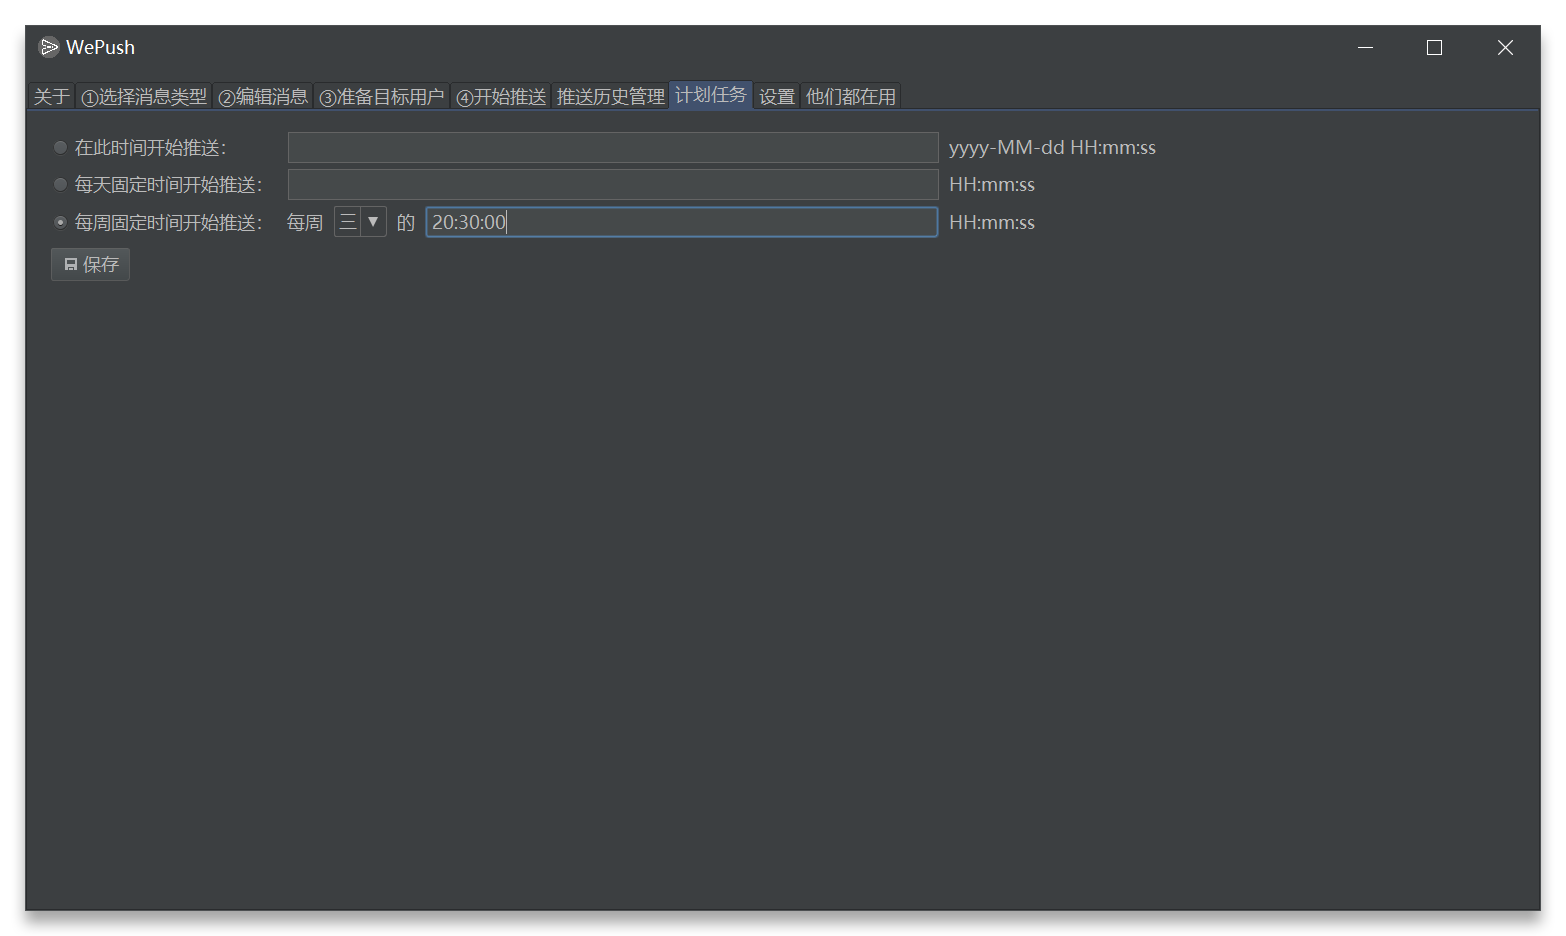 WePush
关于 ①选择消息类型 ②编辑消息 ③准备目标用户 ④开始推送 推送历史管理 计划任务 设置 他们都在用
在此时间开始推送： yyyy-MM-dd HH:mm:ss
每天固定时间开始推送： HH:mm:ss
每周固定时间开始推送： 每周 三 ▼ 的 20:30:00 HH:mm:ss
保存